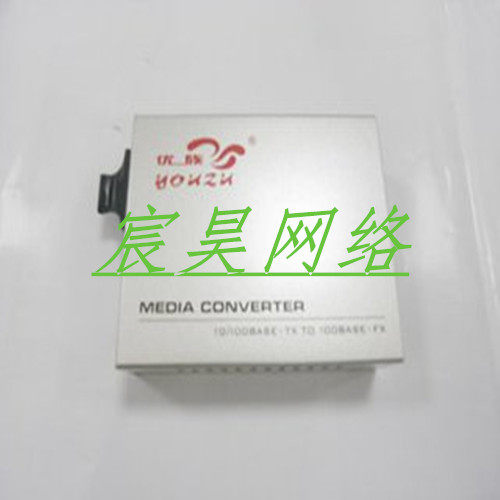 优族®
youzu
宸昊网络
MEDIA CONVERTER
10/100BASE-TX TO 100BASE-FX